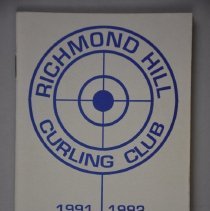 RICHMOND HILL
CURLING CLUB
1991 1992